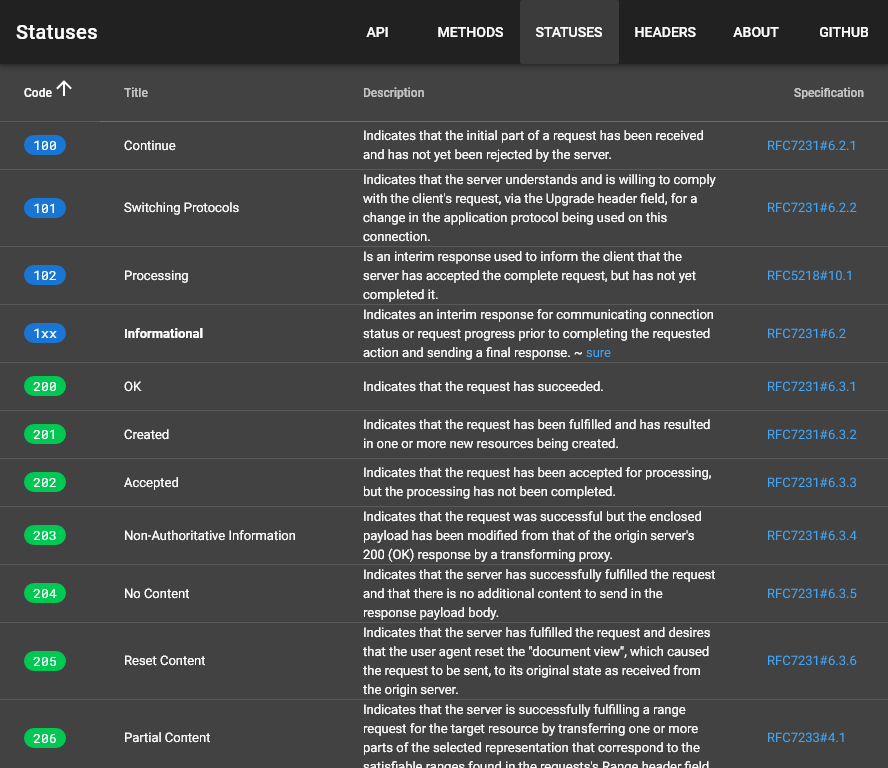 Statuses
API METHODS STATUSES HEADERS ABOUT GITHUB
Code Title Description Specification
100 Continue Indicates that the initial part of a request has been received
and has not yet been rejected by the server. RFC7231#6.2.1
101 Switching Protocols Indicates that the server understands and is willing to comply
with the client's request, via the Upgrade header field, for a
change in the application protocol being used on this
connection. RFC7231#6.2.2
102 Processing Is an interim response used to inform the client that the
server has accepted the complete request, but has not yet
completed it. RFC5218#10.1
1xx Informational Indicates an interim response for communicating connection
status or request progress prior to completing the requested
action and sending a final response. ~ sure RFC7231#6.2
200 OK Indicates that the request has succeeded. RFC7231#6.3.1
201 Created Indicates that the request has been fulfilled and has resulted
in one or more new resources being created. RFC7231#6.3.2
202 Accepted Indicates that the request has been accepted for processing,
but the processing has not been completed. RFC7231#6.3.3
203 Non-Authoritative Information Indicates that the request was successful but the enclosed
payload has been modified from that of the origin server's
200 (OK) response by a transforming proxy. RFC7231#6.3.4
204 No Content Indicates that the server has successfully fulfilled the request
and that there is no additional content to send in the
response payload body. RFC7231#6.3.5
205 Reset Content Indicates that the server has fulfilled the request and desires
that the user agent reset the "document view", which caused
the request to be sent, to its original state as received from
the origin server. RFC7231#6.3.6
206 Partial Content Indicates that the server is successfully fulfilling a range
request for the target resource by transferring one or more
parts of the selected representation that correspond to the
satisfiable ranges found in the requests's Range header field RFC7233#4.1